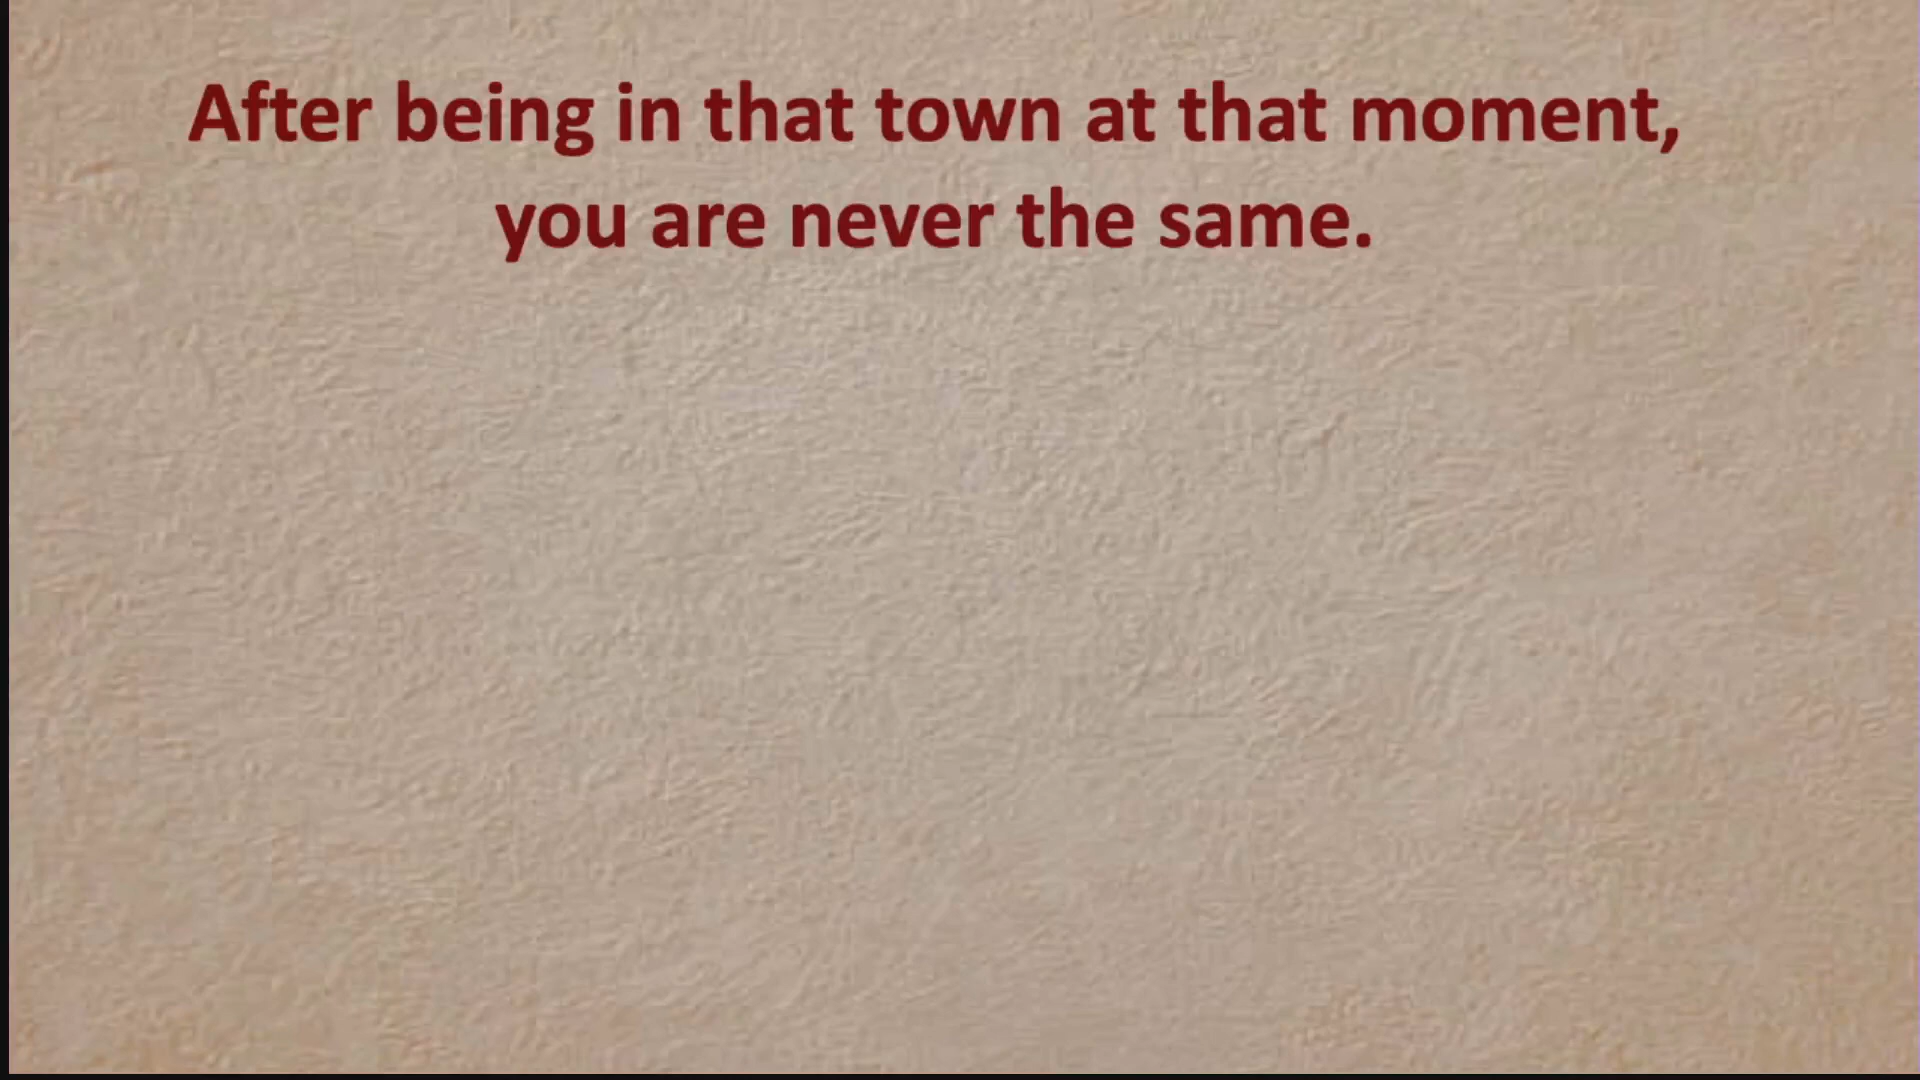 After being in that town at that moment,
you are never the same.